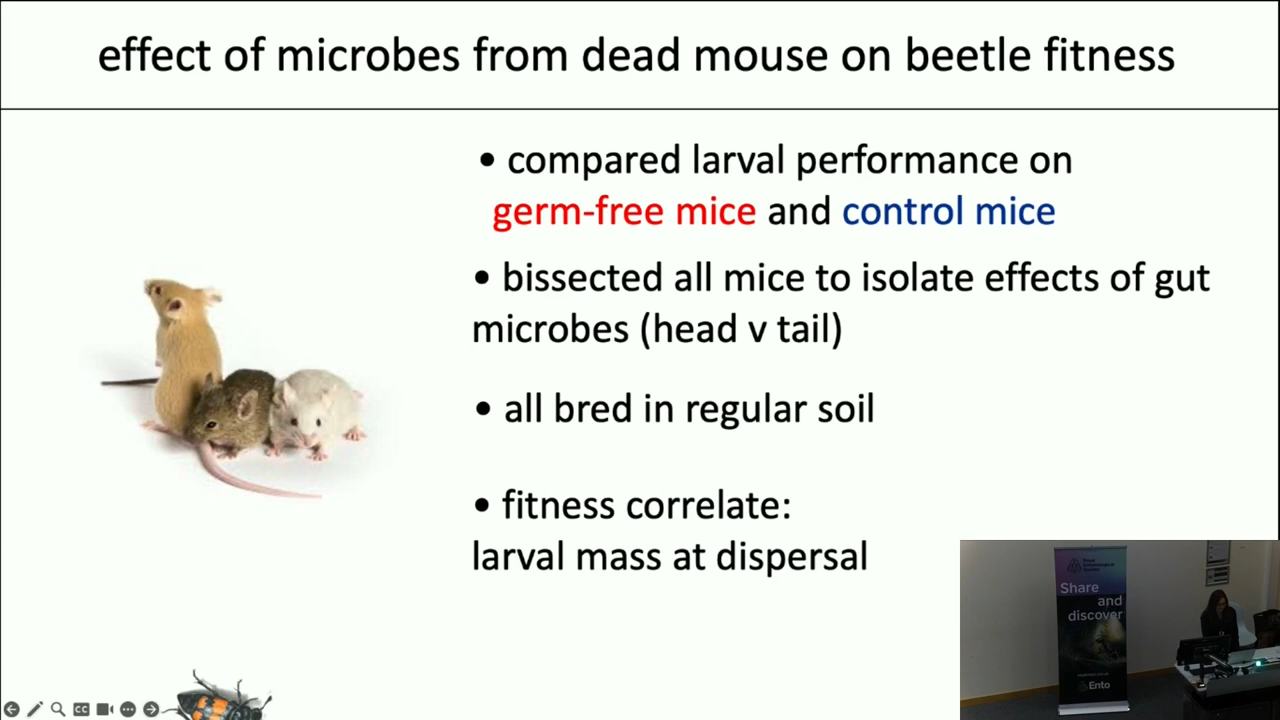 effect of microbes from dead mouse on beetle fitness
• compared larval performance on
germ-free mice and control mice
• bissected all mice to isolate effects of gut
microbes (head v tail)
• all bred in regular soil
• fitness correlate:
larval mass at dispersal
Share
and
discover
Ento
CC